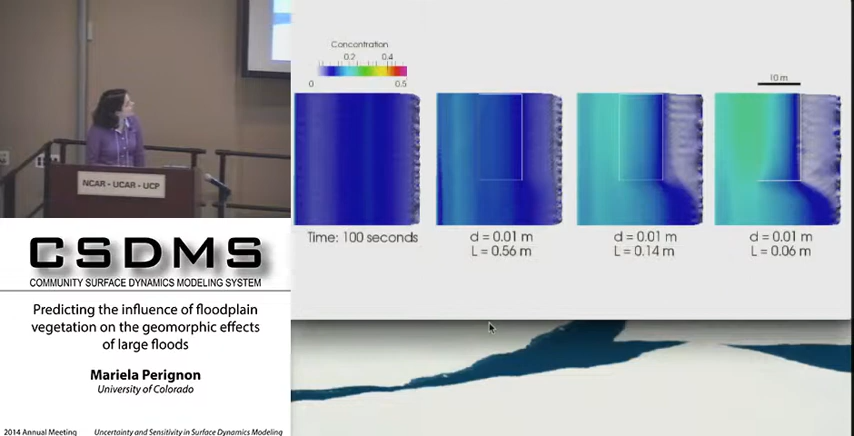 NCAR - UCAR - UCP
CSDMS
COMMUNITY SURFACE DYNAMICS MODELING SYSTEM
Predicting the influence of floodplain
vegetation on the geomorphic effects
of large floods
Mariela Perignon
University of Colorado
2014 Annual Meeting
Uncertainty and Sensitivity in Surface Dynamics Modeling
Concentration
0.2
0.4
0
0.5
10 m
Time: 100 seconds
d = 0.01 m
L = 0.56 m
d = 0.01 m
L = 0.14 m
d = 0.01 m
L = 0.06 m